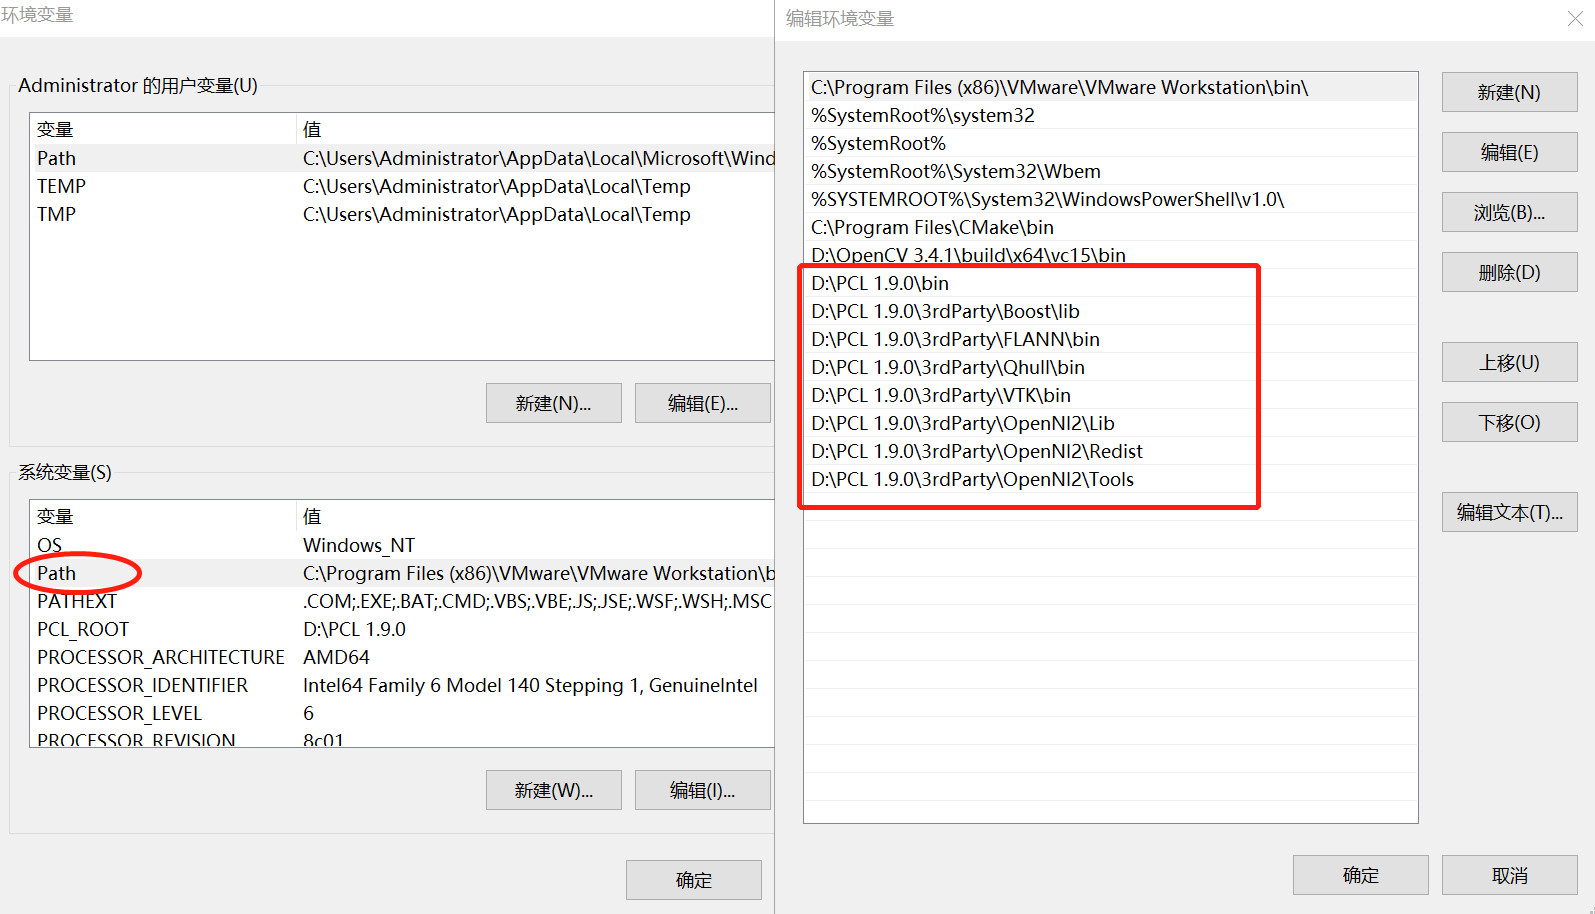 环境变量
Administrator 的用户变量(U)
变量 值
Path C:\Users\Administrator\AppData\Local\Microsoft\Wind
TEMP C:\Users\Administrator\AppData\Local\Temp
TMP C:\Users\Administrator\AppData\Local\Temp
新建(N)... 编辑(E)...
系统变量(S)
变量 值
OS Windows_NT
Path C:\Program Files (x86)\VMware\VMware Workstation\b
PATHEXT .COM;.EXE;.BAT;.CMD;.VBS;.VBE;.JS;.JSE;.WSF;.WSH;.MSC
PCL_ROOT D:\PCL 1.9.0
PROCESSOR_ARCHITECTURE AMD64
PROCESSOR_IDENTIFIER Intel64 Family 6 Model 140 Stepping 1, GenuineIntel
PROCESSOR_LEVEL 6
PROCESSOR_REVISION 8c01
新建(W)... 编辑(I)...
确定
编辑环境变量
C:\Program Files (x86)\VMware\VMware Workstation\bin\
%SystemRoot%\system32
%SystemRoot%
%SystemRoot%\System32\Wbem
%SYSTEMROOT%\System32\WindowsPowerShell\v1.0\
C:\Program Files\CMake\bin
D:\OpenCV 3.4.1\build\x64\vc15\bin
D:\PCL 1.9.0\bin
D:\PCL 1.9.0\3rdParty\Boost\lib
D:\PCL 1.9.0\3rdParty\FLANN\bin
D:\PCL 1.9.0\3rdParty\Qhull\bin
D:\PCL 1.9.0\3rdParty\VTK\bin
D:\PCL 1.9.0\3rdParty\OpenNI2\Lib
D:\PCL 1.9.0\3rdParty\OpenNI2\Redist
D:\PCL 1.9.0\3rdParty\OpenNI2\Tools
新建(N)
编辑(E)
浏览(B)...
删除(D)
上移(U)
下移(O)
编辑文本(T)...
确定 取消